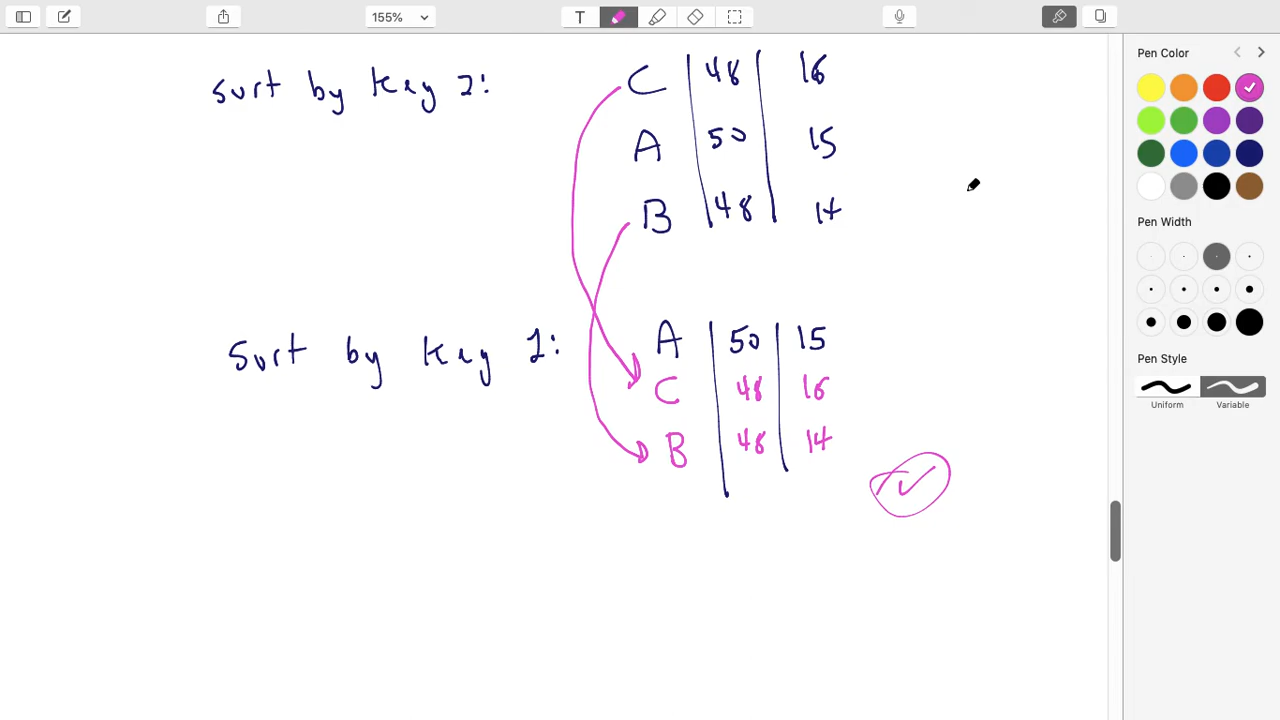 155%
T
Pen Color
sort by Key 2:
C | 48 | 16
A | 50 | 15
B | 48 | 14
Pen Width
sort by Key 1:
A | 50 | 15
C | 48 | 16
B | 48 | 14
Pen Style
Uniform Variable